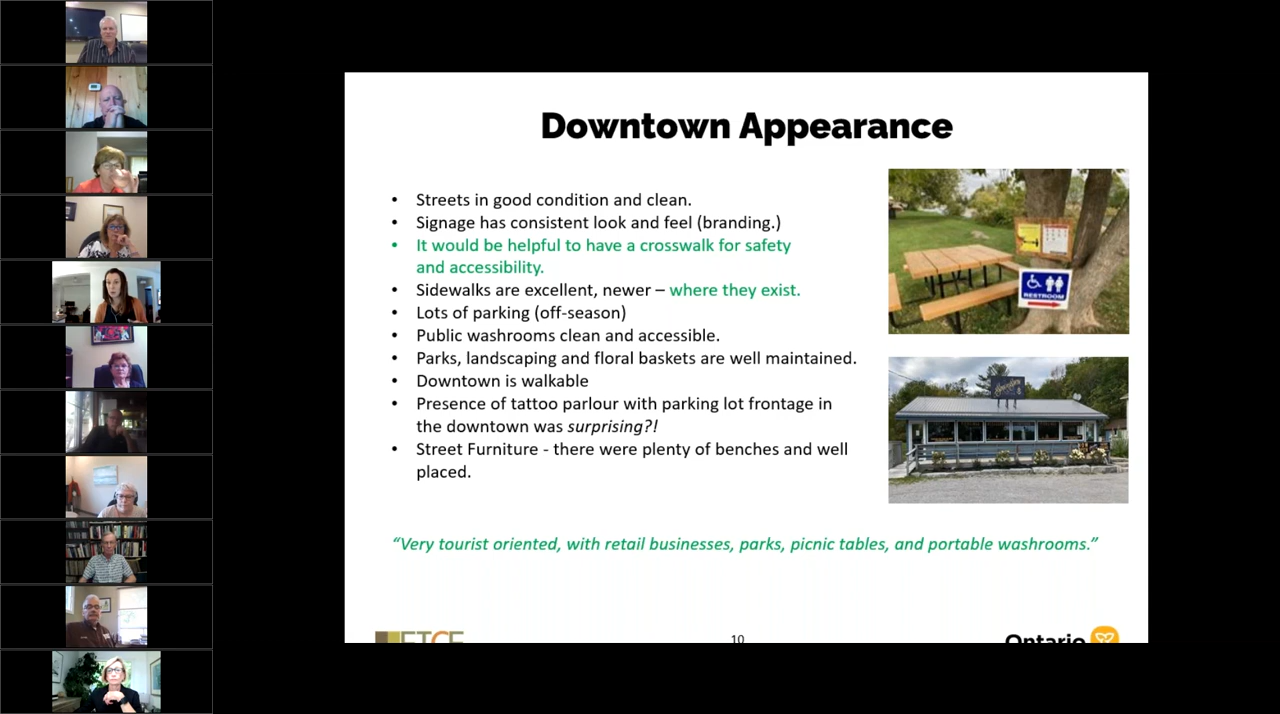 Downtown Appearance
• Streets in good condition and clean.
• Signage has consistent look and feel (branding.)
• It would be helpful to have a crosswalk for safety
and accessibility.
• Sidewalks are excellent, newer – where they exist.
• Lots of parking (off-season)
• Public washrooms clean and accessible.
• Parks, landscaping and floral baskets are well maintained.
• Downtown is walkable
• Presence of tattoo parlour with parking lot frontage in
the downtown was surprising?!
• Street Furniture - there were plenty of benches and well
placed.
RESTROOM
“Very tourist oriented, with retail businesses, parks, picnic tables, and portable washrooms.”
10
Ontario